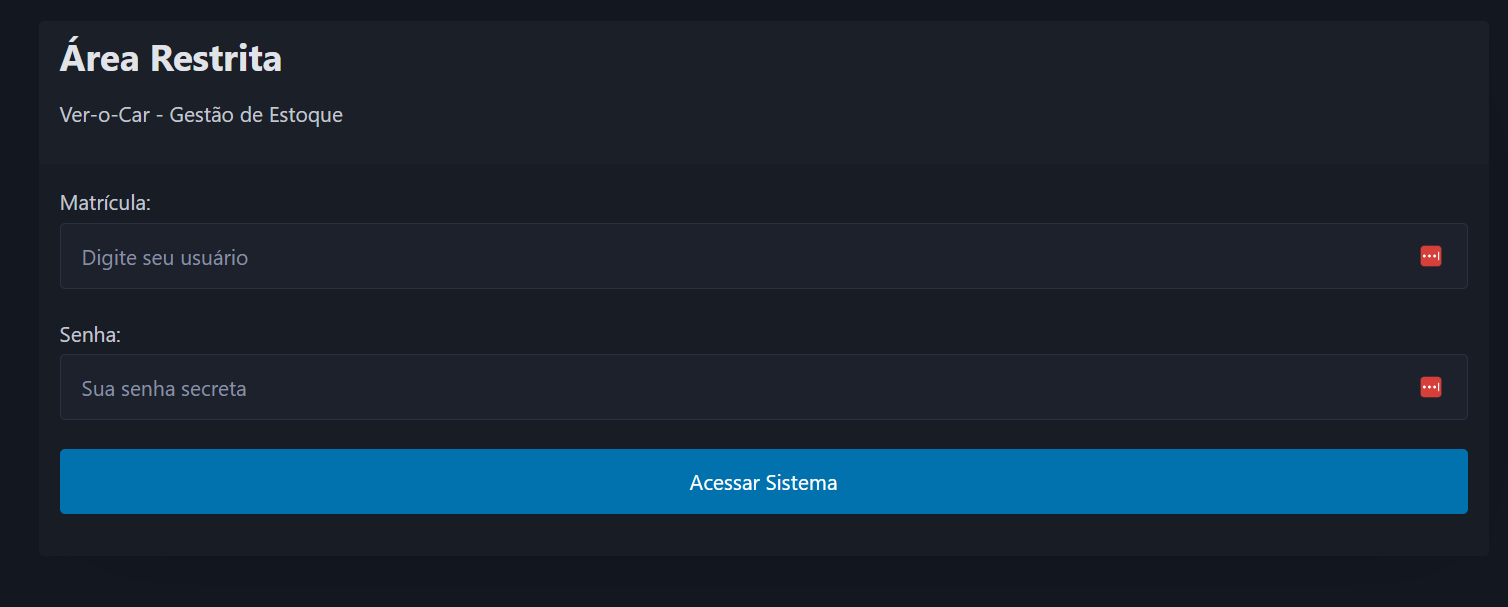 Área Restrita
Ver-o-Car - Gestão de Estoque
Matrícula:
Digite seu usuário
Senha:
Sua senha secreta
Acessar Sistema